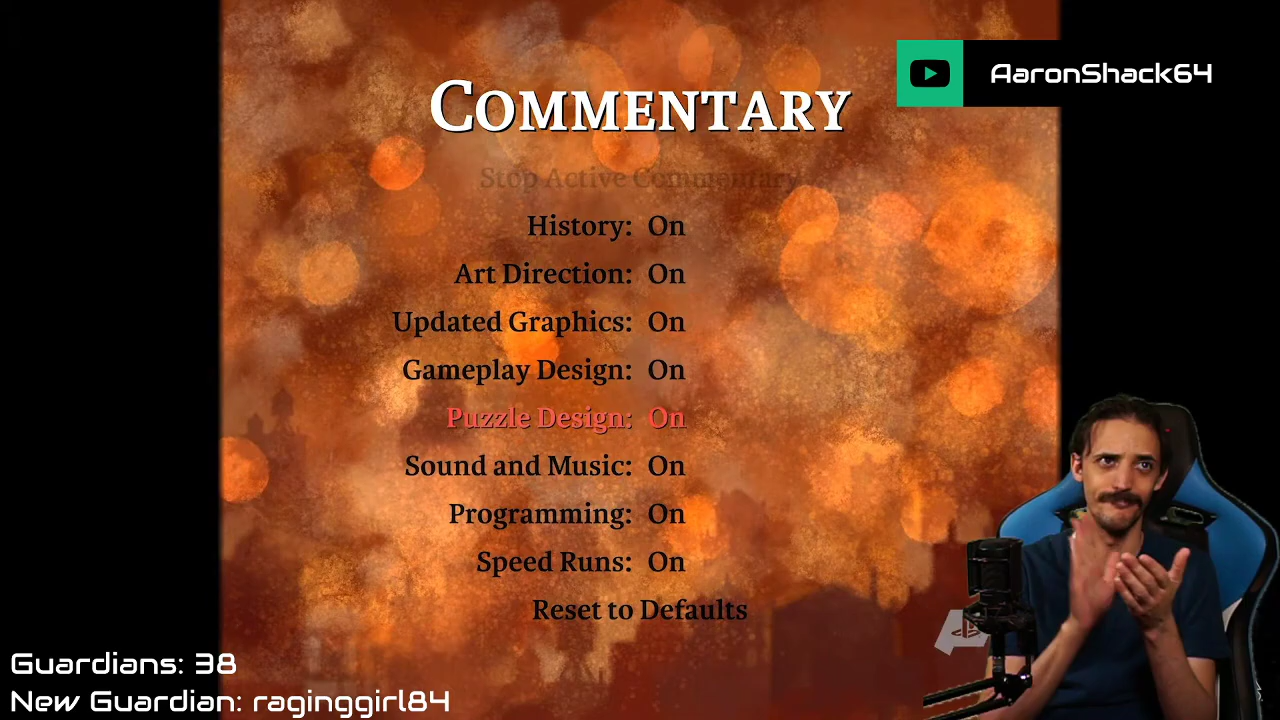 AaronShack64
Commentary
Stop Active Commentary
History: On
Art Direction: On
Updated Graphics: On
Gameplay Design: On
Puzzle Design: On
Sound and Music: On
Programming: On
Speed Runs: On
Reset to Defaults
Guardians: 38
New Guardian: raginggirl84